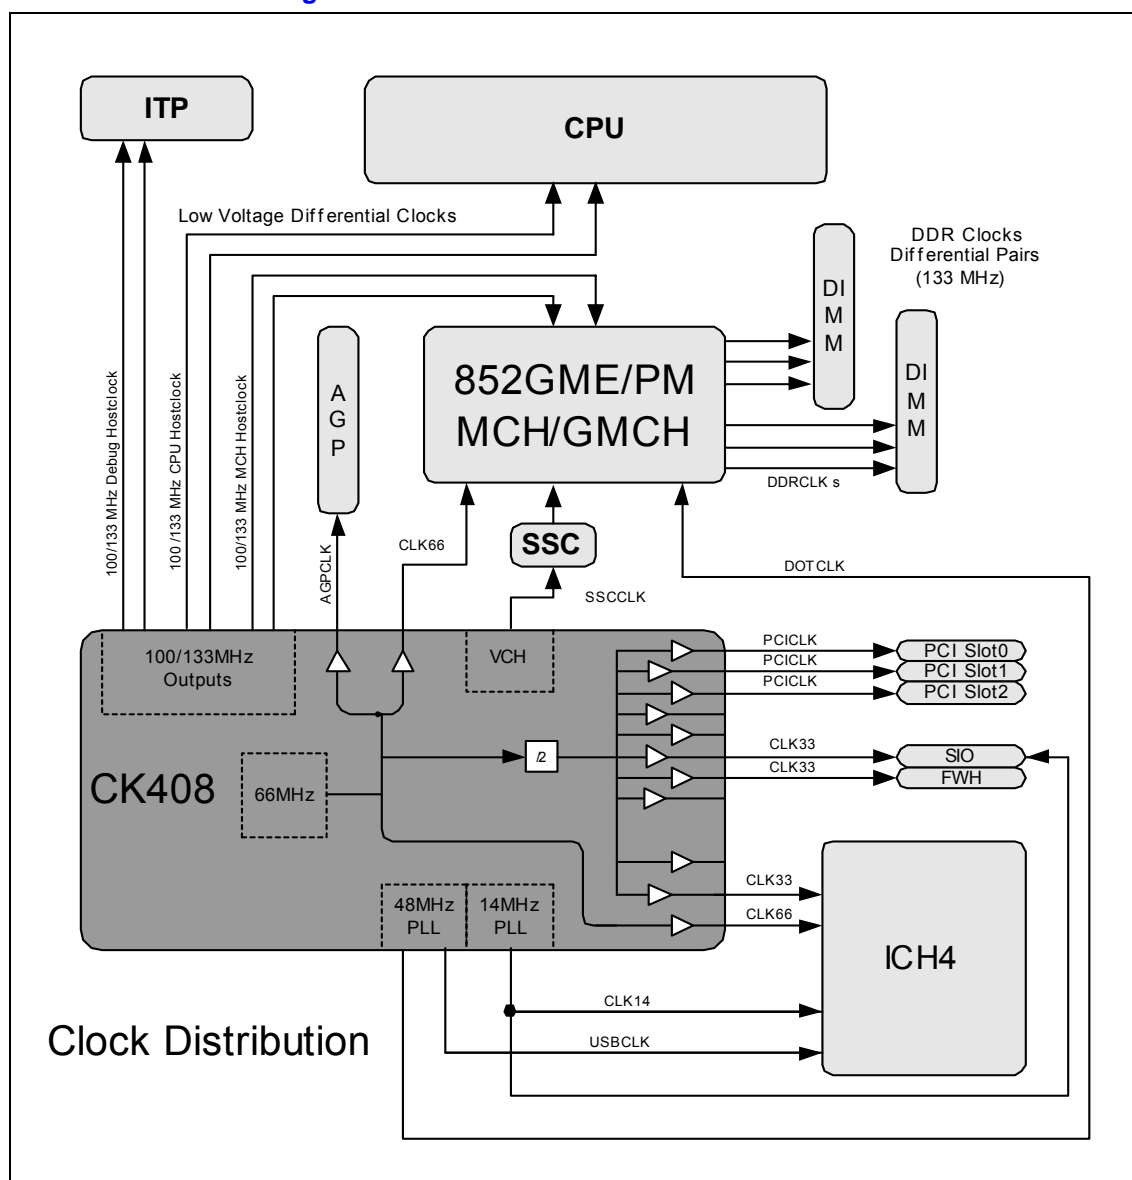 ITP
CPU
Low Voltage Differential Clocks
DDR Clocks
Differential Pairs
(133 MHz)
DIMM
DIMM
100/133 MHz Debug Hostclock
100/133 MHz CPU Hostclock
100/133 MHz MCH Hostclock
AGP
852GME/PM
MCH/GMCH
DDRCLK s
AGPCLK
CLK66
SSC
SSCCLK
DOTCLK
100/133MHz
Outputs
VCH
PCICLK
PCI Slot0
PCICLK
PCI Slot1
PCICLK
PCI Slot2
/2
CLK33
SIO
CLK33
FWH
CK408
66MHz
48MHz
PLL
14MHz
PLL
CLK33
CLK66
ICH4
CLK14
USBCLK
Clock Distribution